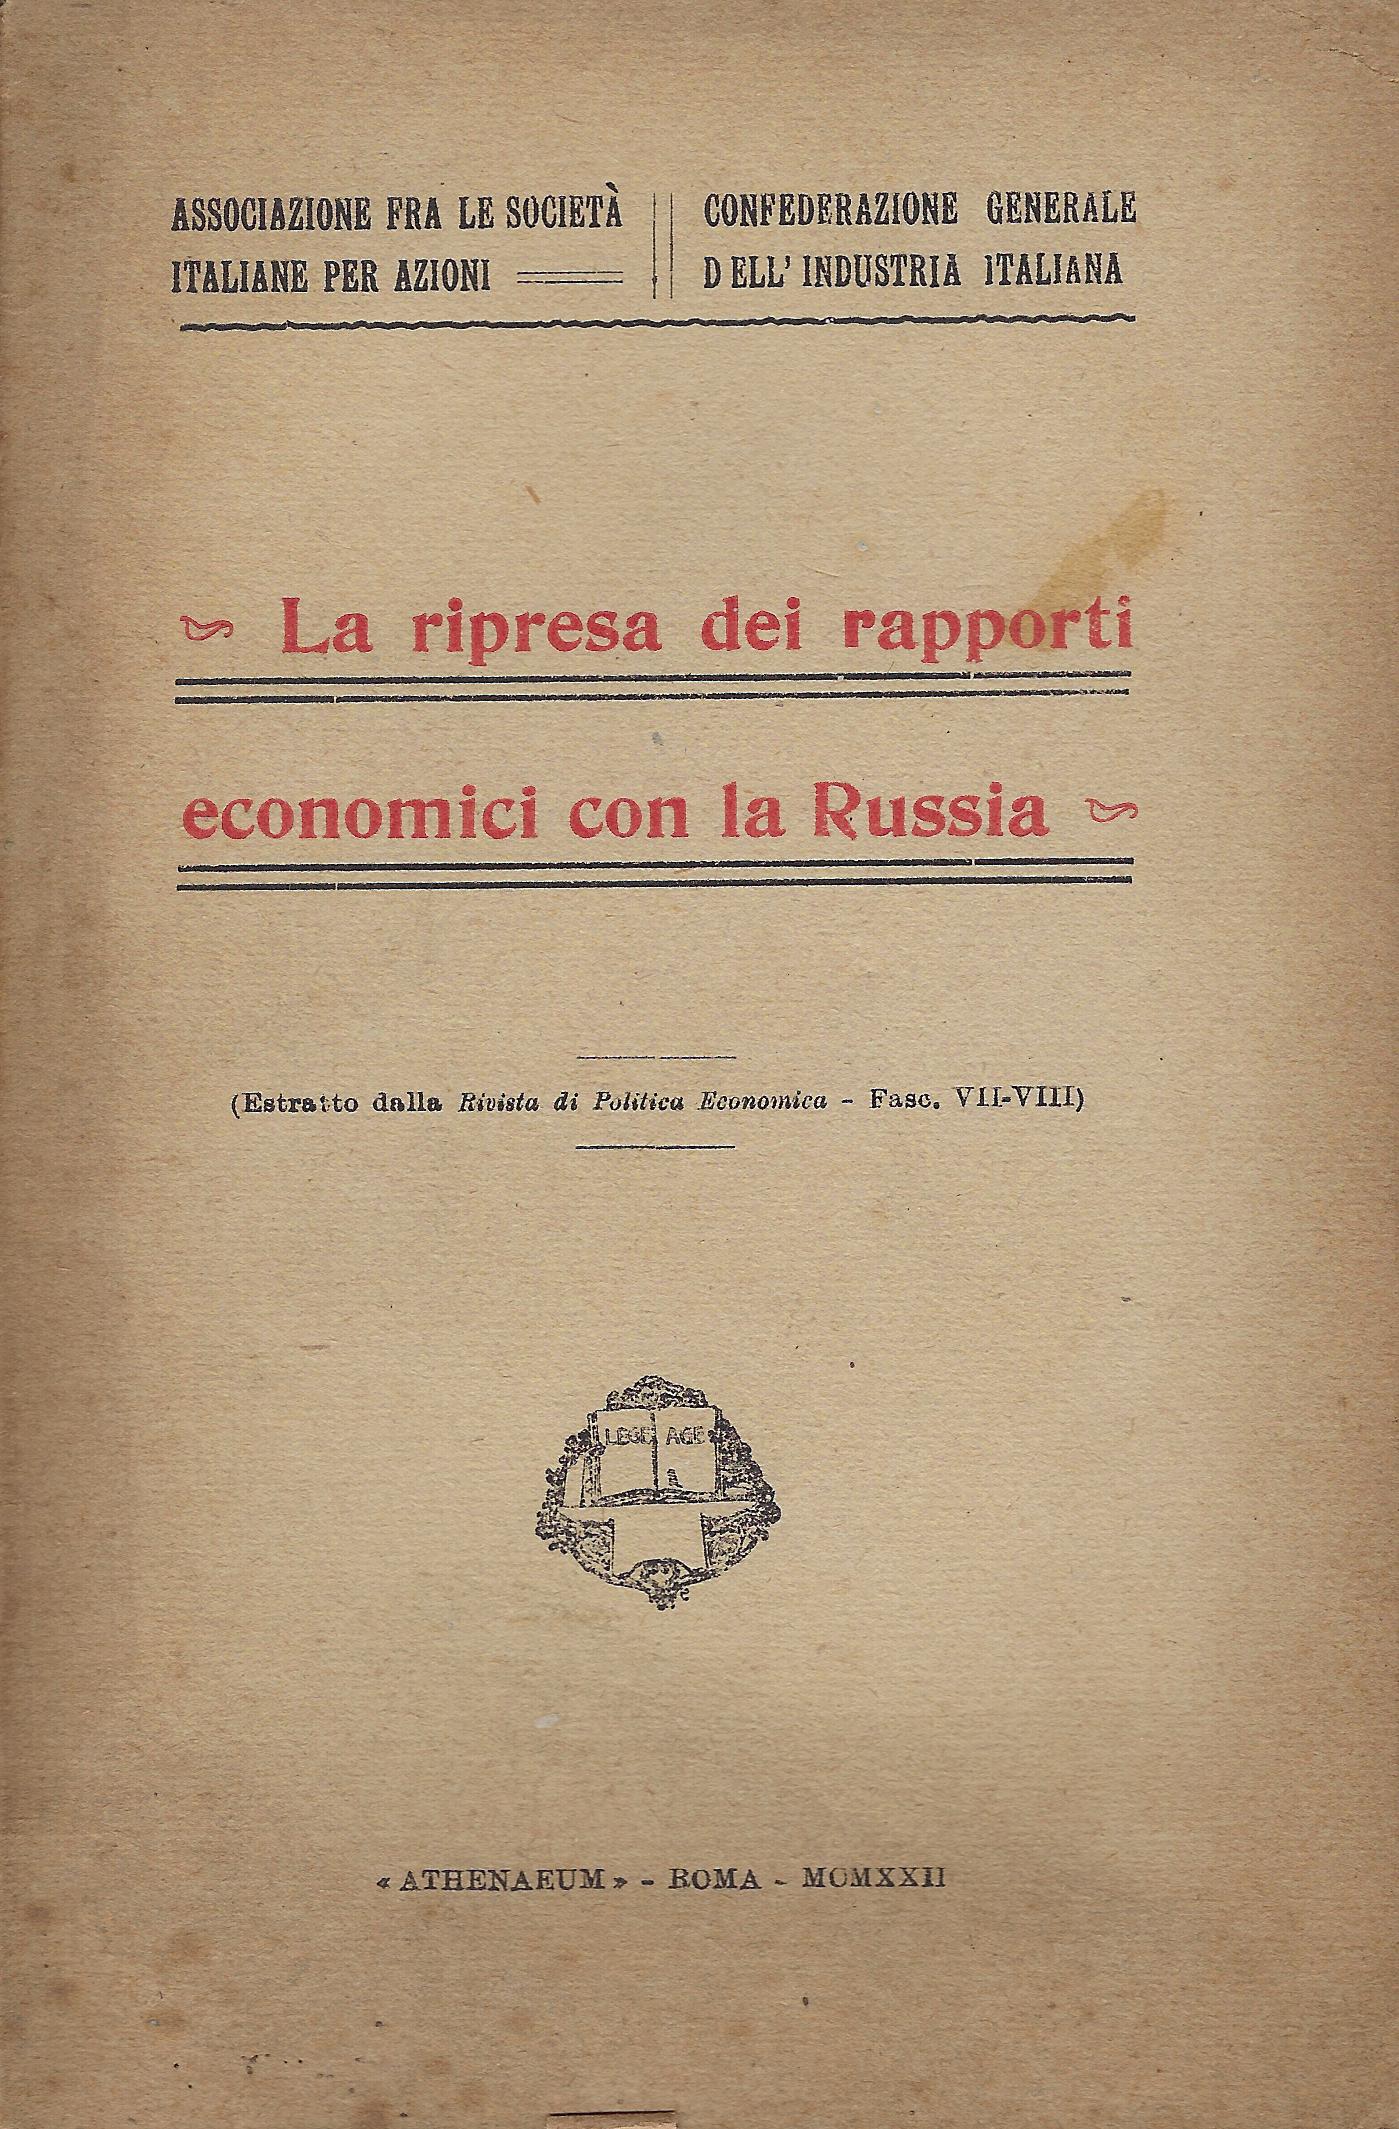 ASSOCIAZIONE FRA LE SOCIETÀ
ITALIANE PER AZIONI
CONFEDERAZIONE GENERALE
DELL' INDUSTRIA ITALIANA
La ripresa dei rapporti
economici con la Russia
(Estratto dalla Rivista di Politica Economica - Fasc. VII-VIII)
LEGE AGE
« ATHENAEUM » - ROMA - MCMXXII